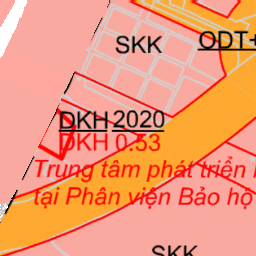 SKK
ODT+
DKH 2020
DKH 0.53
Trung tâm phát triển
tại Phân viện Bảo hộ
SKK